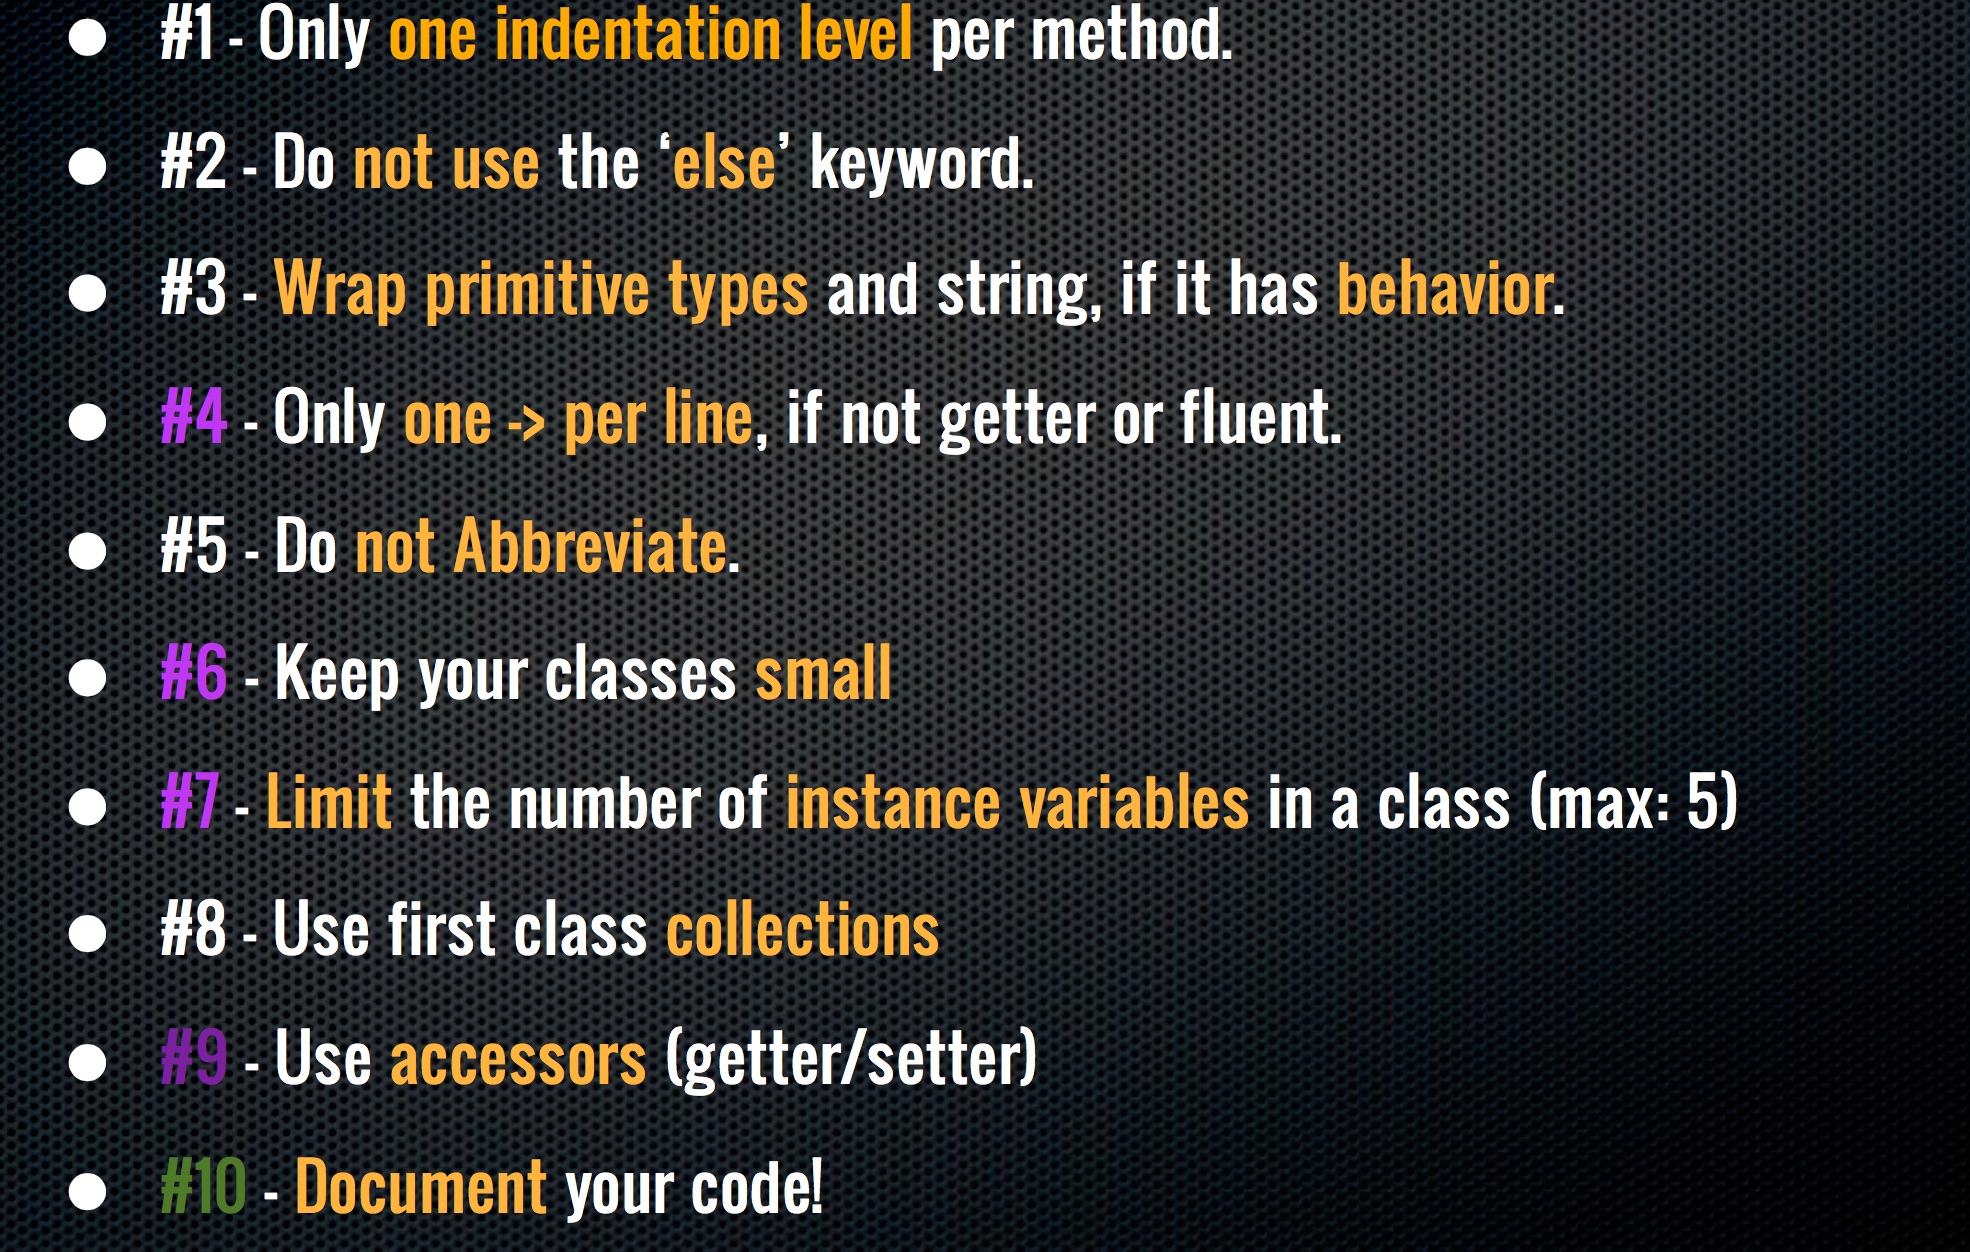 ● #1 - Only one indentation level per method.
● #2 - Do not use the ‘else’ keyword.
● #3 - Wrap primitive types and string, if it has behavior.
● #4 - Only one -> per line, if not getter or fluent.
● #5 - Do not Abbreviate.
● #6 - Keep your classes small
● #7 - Limit the number of instance variables in a class (max: 5)
● #8 - Use first class collections
● #9 - Use accessors (getter/setter)
● #10 - Document your code!